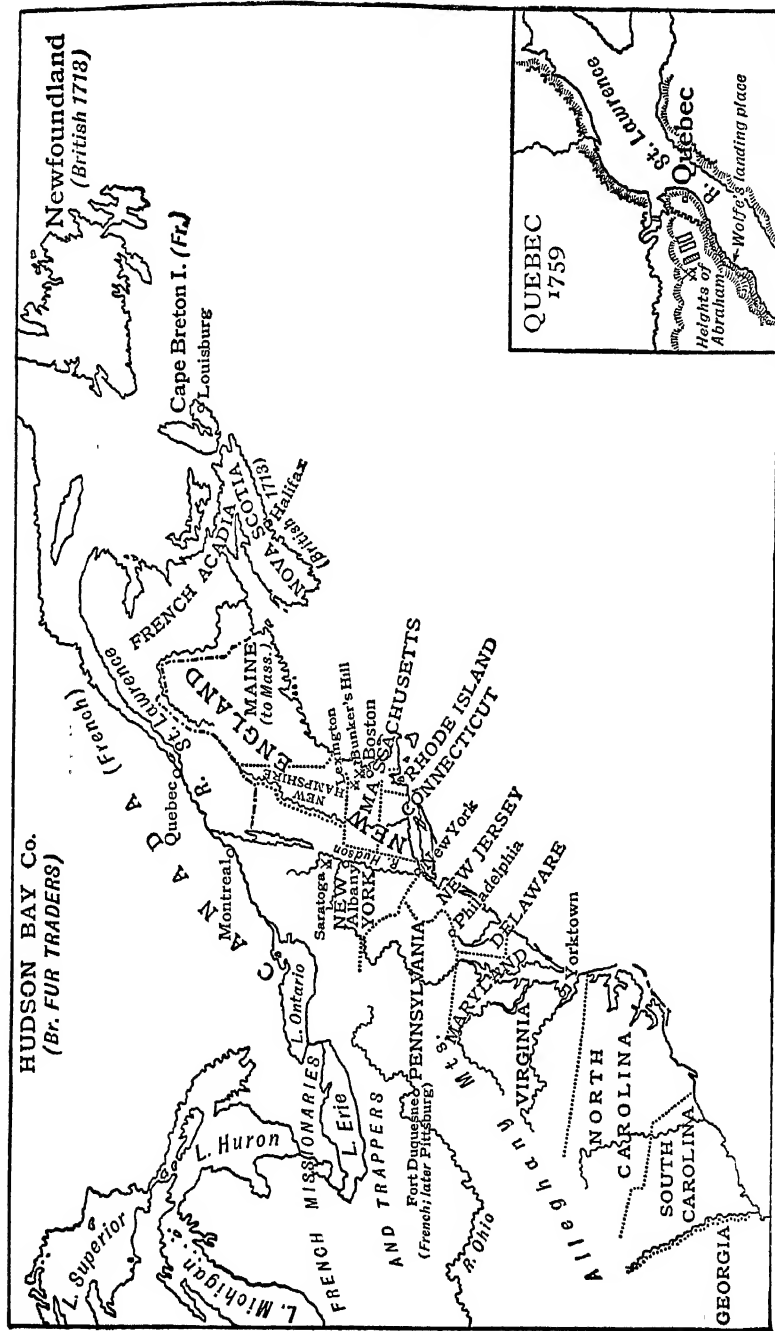 HUDSON BAY Co.
(Br. FUR TRADERS)
Newfoundland
(British 1713)
Cape Breton I. (Fr.)
Louisburg
CANADA (French)
FRENCH ACADIA
NOVA SCOTIA
(British 1713)
Halifax
R. St. Lawrence
Quebec
Montreal
L. Superior
L. Huron
L. Michigan
L. Ontario
L. Erie
FRENCH MISSIONARIES
AND TRAPPERS
NEW ENGLAND
MAINE
(to Mass.)
NEW
HAMPSHIRE
Lexington
Bunker's Hill
Boston
MASSACHUSETTS
RHODE ISLAND
CONNECTICUT
Saratoga
NEW
Albany
YORK
R. Hudson
New York
NEW JERSEY
Philadelphia
PENNSYLVANIA
DELAWARE
MARYLAND
Fort Duquesne
(French: later Pittsburg)
R. Ohio
Alleghany Mts.
VIRGINIA
Yorktown
NORTH
CAROLINA
SOUTH
CAROLINA
GEORGIA
QUEBEC
1759
R. St. Lawrence
Quebec
Heights of
Abraham
Wolfe's landing place